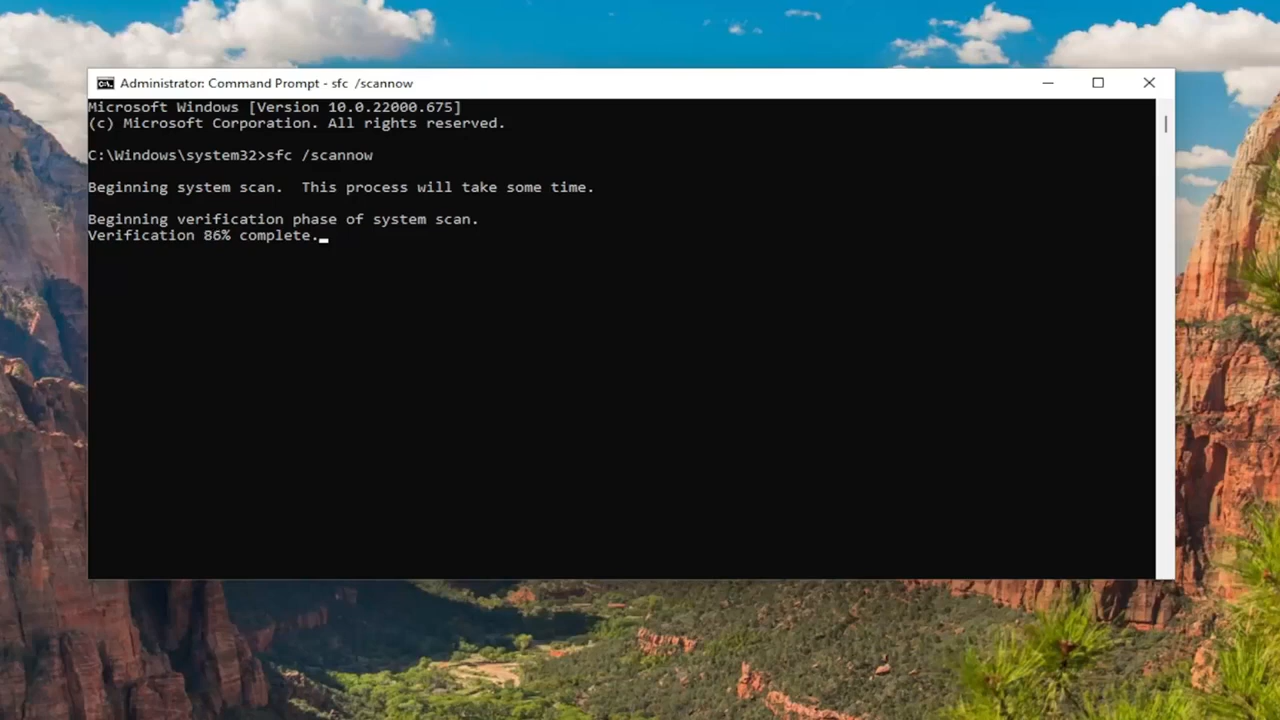 Administrator: Command Prompt - sfc  /scannow
Microsoft Windows [Version 10.0.22000.675]
(c) Microsoft Corporation. All rights reserved.
C:\Windows\system32>sfc /scannow
Beginning system scan.  This process will take some time.
Beginning verification phase of system scan.
Verification 86% complete.